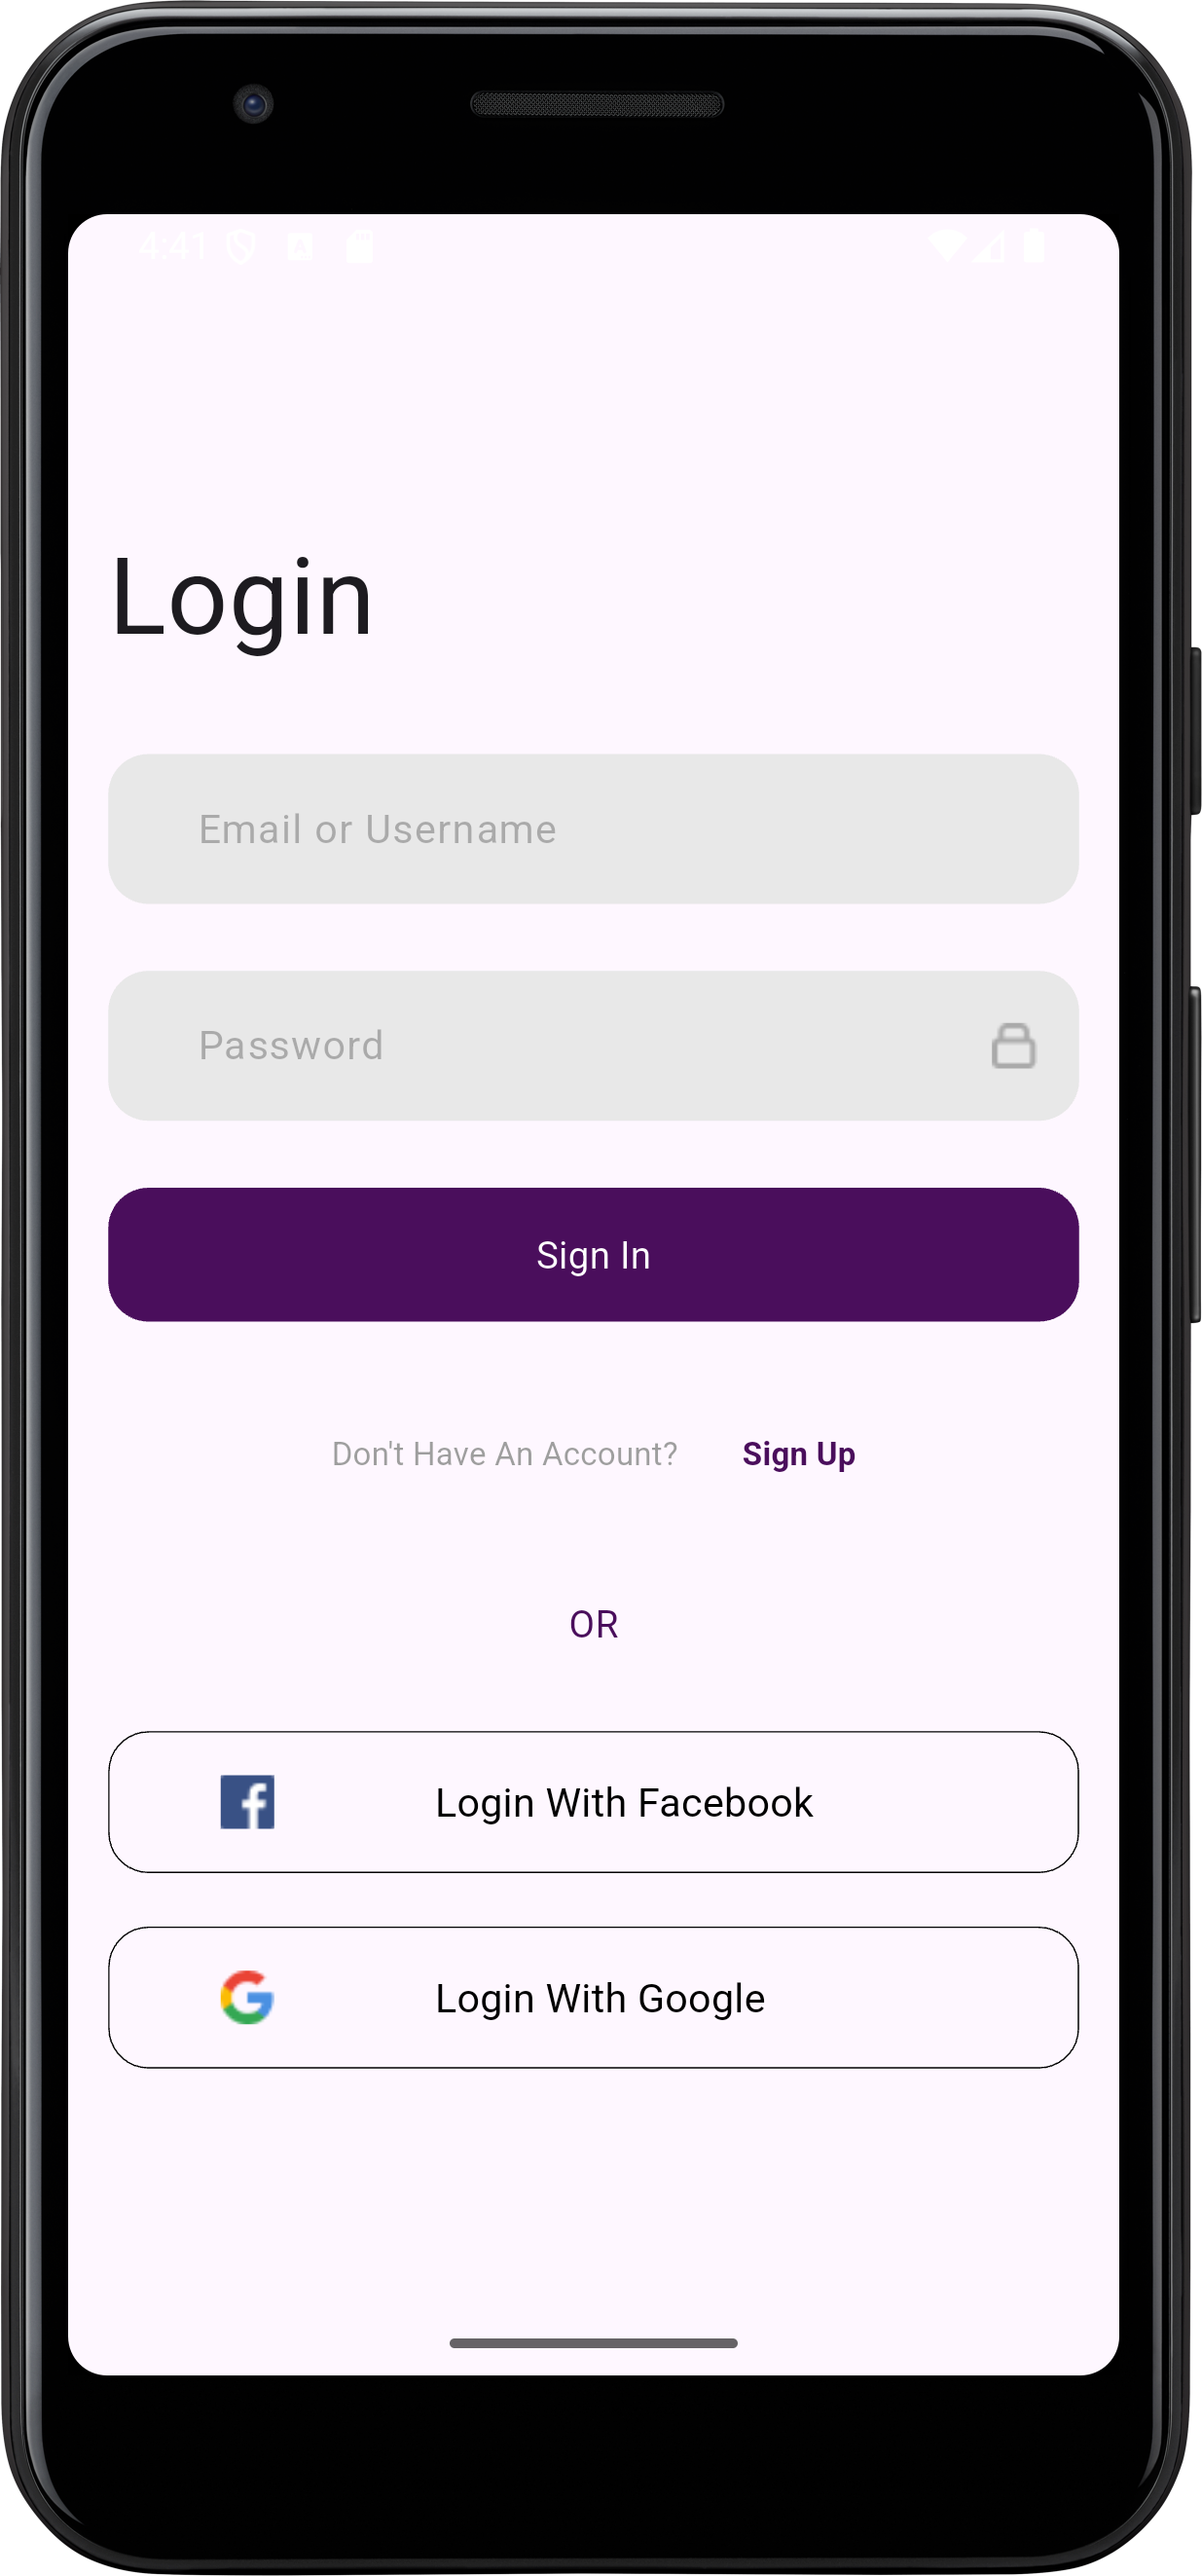 4:41
Login
Email or Username
Password
Sign In
Don't Have An Account? Sign Up
OR
Login With Facebook
Login With Google